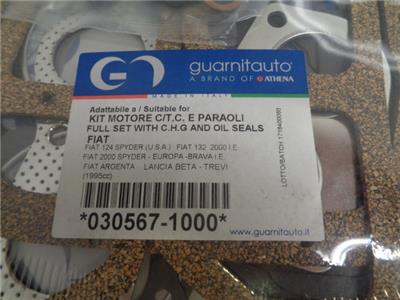 guarnitauto
A BRAND OF ATHENA
MADE IN ITALY
Adattabile a / Suitable for
KIT MOTORE C/T.C. E PARAOLI
FULL SET WITH C.H.G AND OIL SEALS
FIAT
FIAT 124 SPYDER (U.S.A.) FIAT 132 2000 I.E.
FIAT 2000 SPYDER - EUROPA -BRAVA I.E.
FIAT ARGENTA LANCIA BETA - TREVI
(1995cc)
*030567-1000*
www.guarnitauto.it